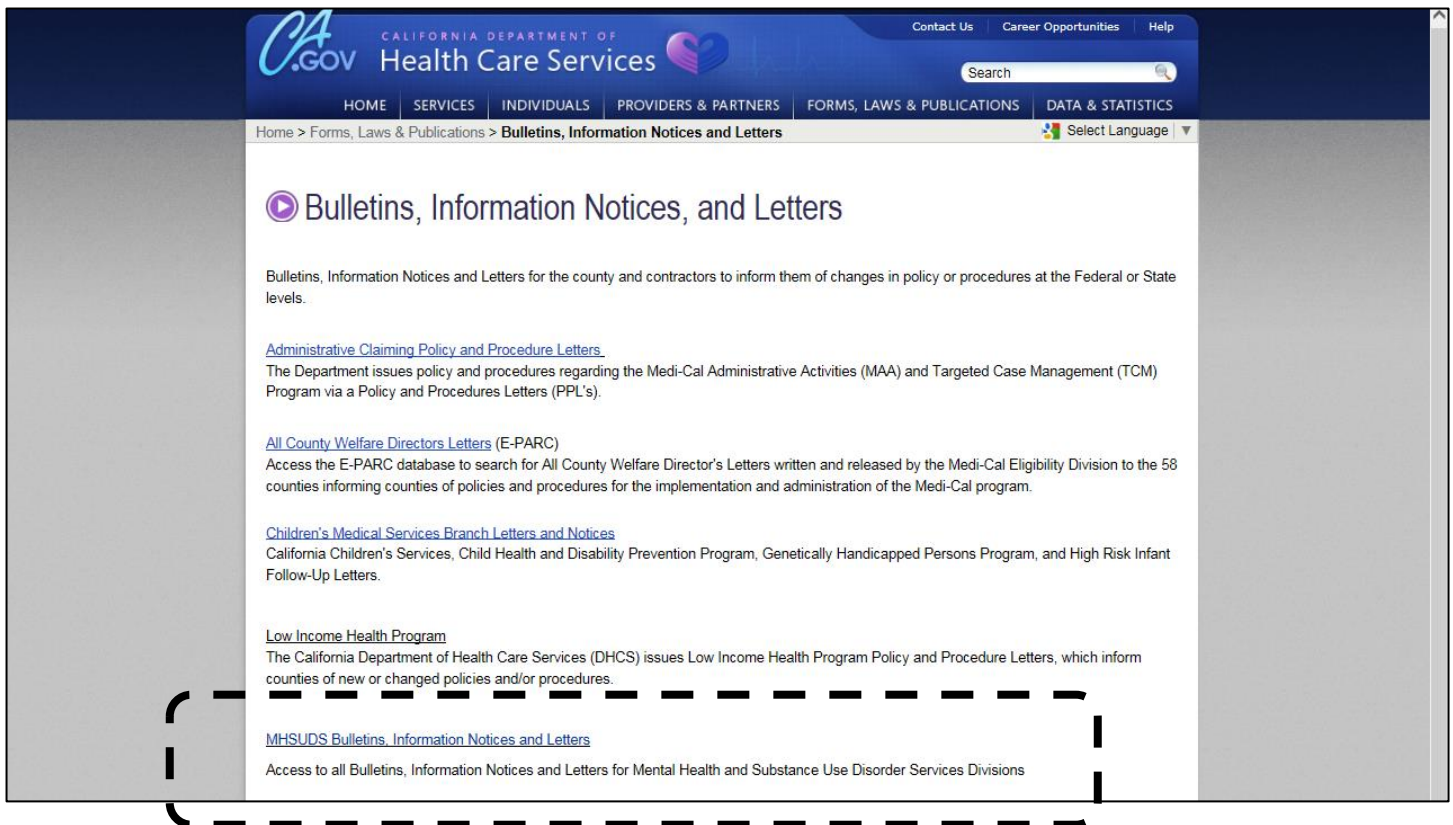 CA
.GOV
CALIFORNIA DEPARTMENT OF
Health Care Services
Contact Us Career Opportunities Help
Search
HOME SERVICES INDIVIDUALS PROVIDERS & PARTNERS FORMS, LAWS & PUBLICATIONS DATA & STATISTICS
Home > Forms, Laws & Publications > Bulletins, Information Notices and Letters
Select Language ▼
Bulletins, Information Notices, and Letters
Bulletins, Information Notices and Letters for the county and contractors to inform them of changes in policy or procedures at the Federal or State
levels.
Administrative Claiming Policy and Procedure Letters
The Department issues policy and procedures regarding the Medi-Cal Administrative Activities (MAA) and Targeted Case Management (TCM)
Program via a Policy and Procedures Letters (PPL's).
All County Welfare Directors Letters (E-PARC)
Access the E-PARC database to search for All County Welfare Director's Letters written and released by the Medi-Cal Eligibility Division to the 58
counties informing counties of policies and procedures for the implementation and administration of the Medi-Cal program.
Children's Medical Services Branch Letters and Notices
California Children's Services, Child Health and Disability Prevention Program, Genetically Handicapped Persons Program, and High Risk Infant
Follow-Up Letters.
Low Income Health Program
The California Department of Health Care Services (DHCS) issues Low Income Health Program Policy and Procedure Letters, which inform
counties of new or changed policies and/or procedures.
MHSUDS Bulletins, Information Notices and Letters
Access to all Bulletins, Information Notices and Letters for Mental Health and Substance Use Disorder Services Divisions